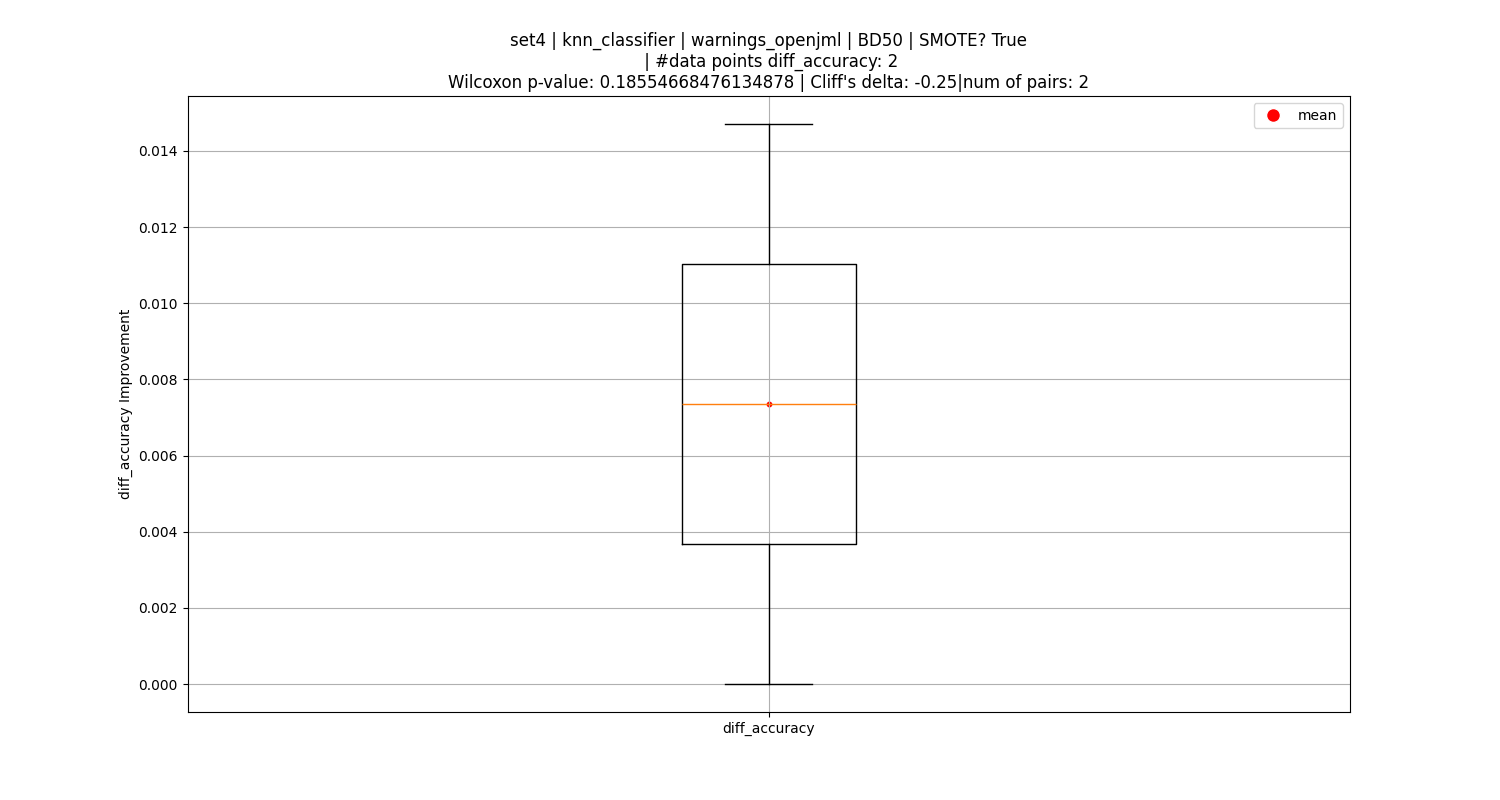 set4 | knn_classifier | warnings_openjml | BD50 | SMOTE? True
| #data points diff_accuracy: 2
Wilcoxon p-value: 0.18554668476134878 | Cliff's delta: -0.25|num of pairs: 2
mean
0.014
0.012
0.010
0.008
0.006
0.004
0.002
0.000
diff_accuracy Improvement
diff_accuracy